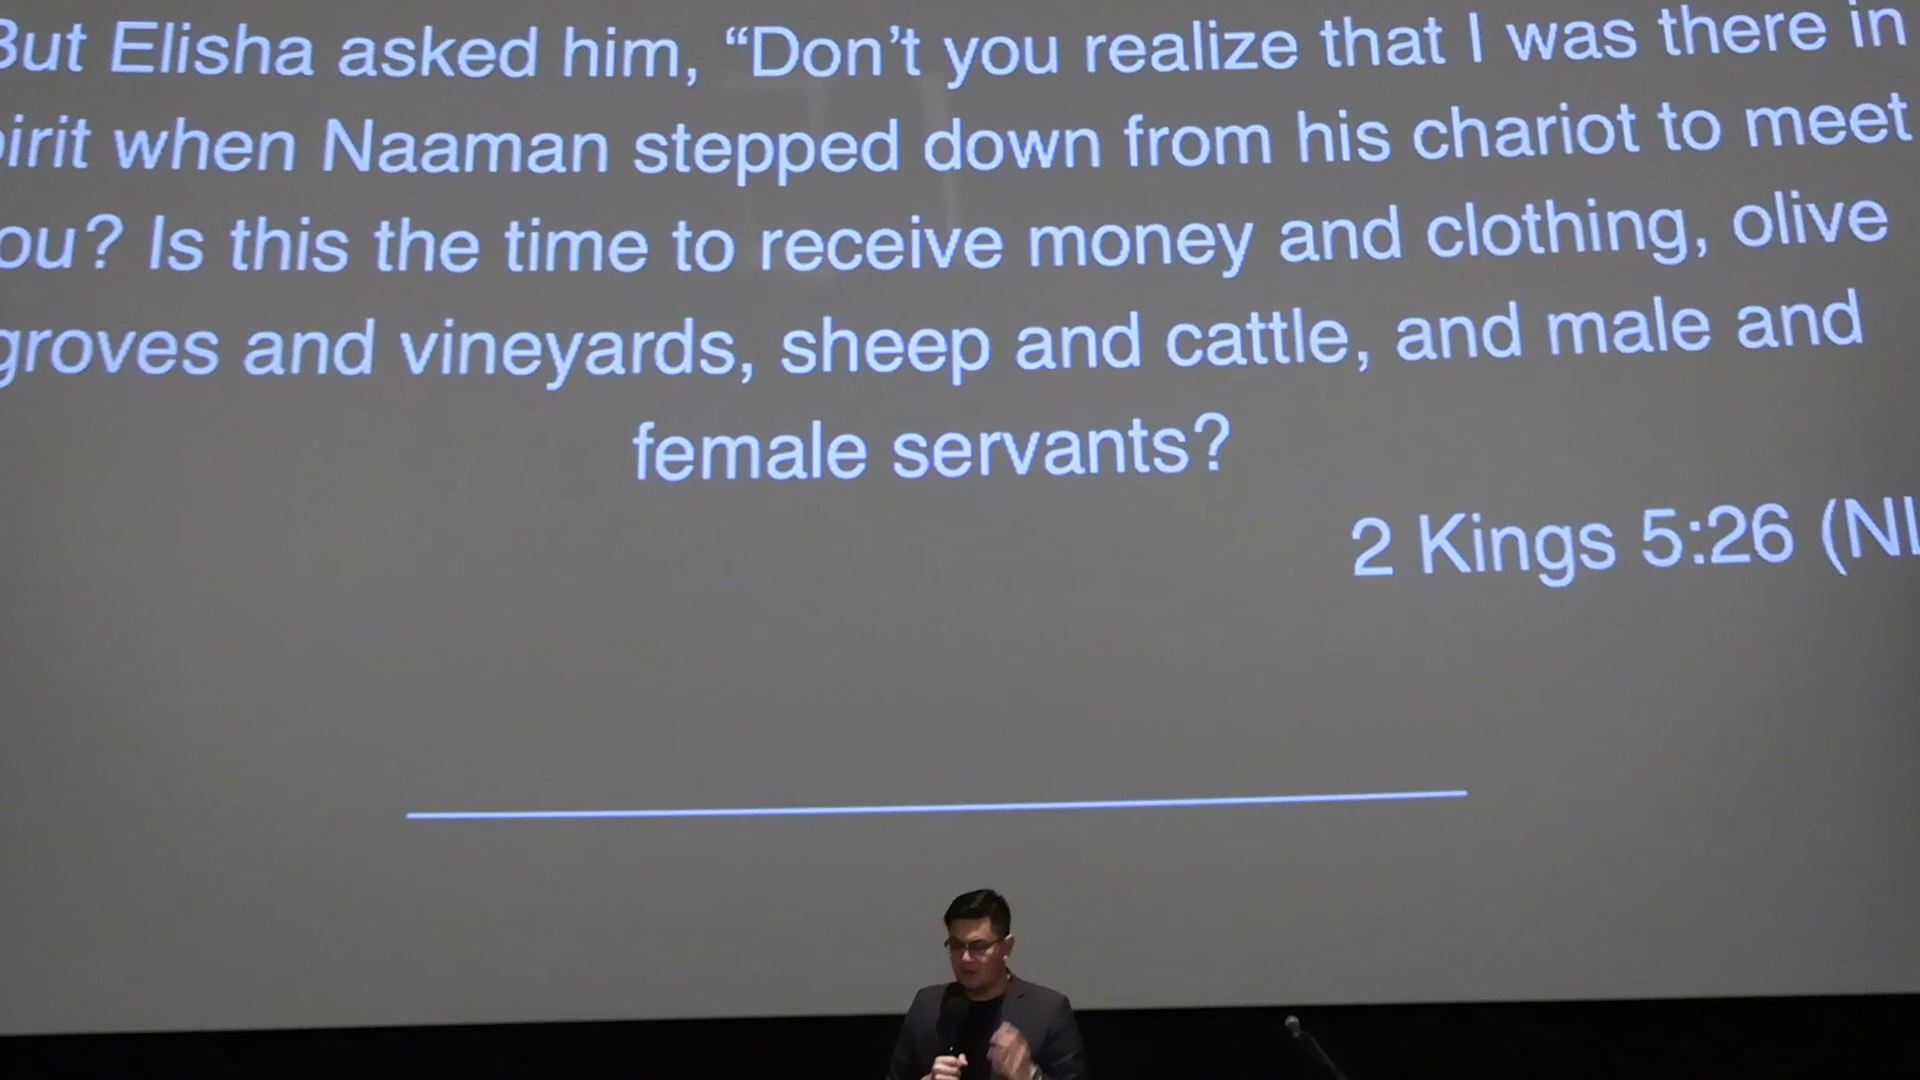 But Elisha asked him, “Don’t you realize that I was there in
pirit when Naaman stepped down from his chariot to meet
ou? Is this the time to receive money and clothing, olive
groves and vineyards, sheep and cattle, and male and
female servants?
2 Kings 5:26 (NL